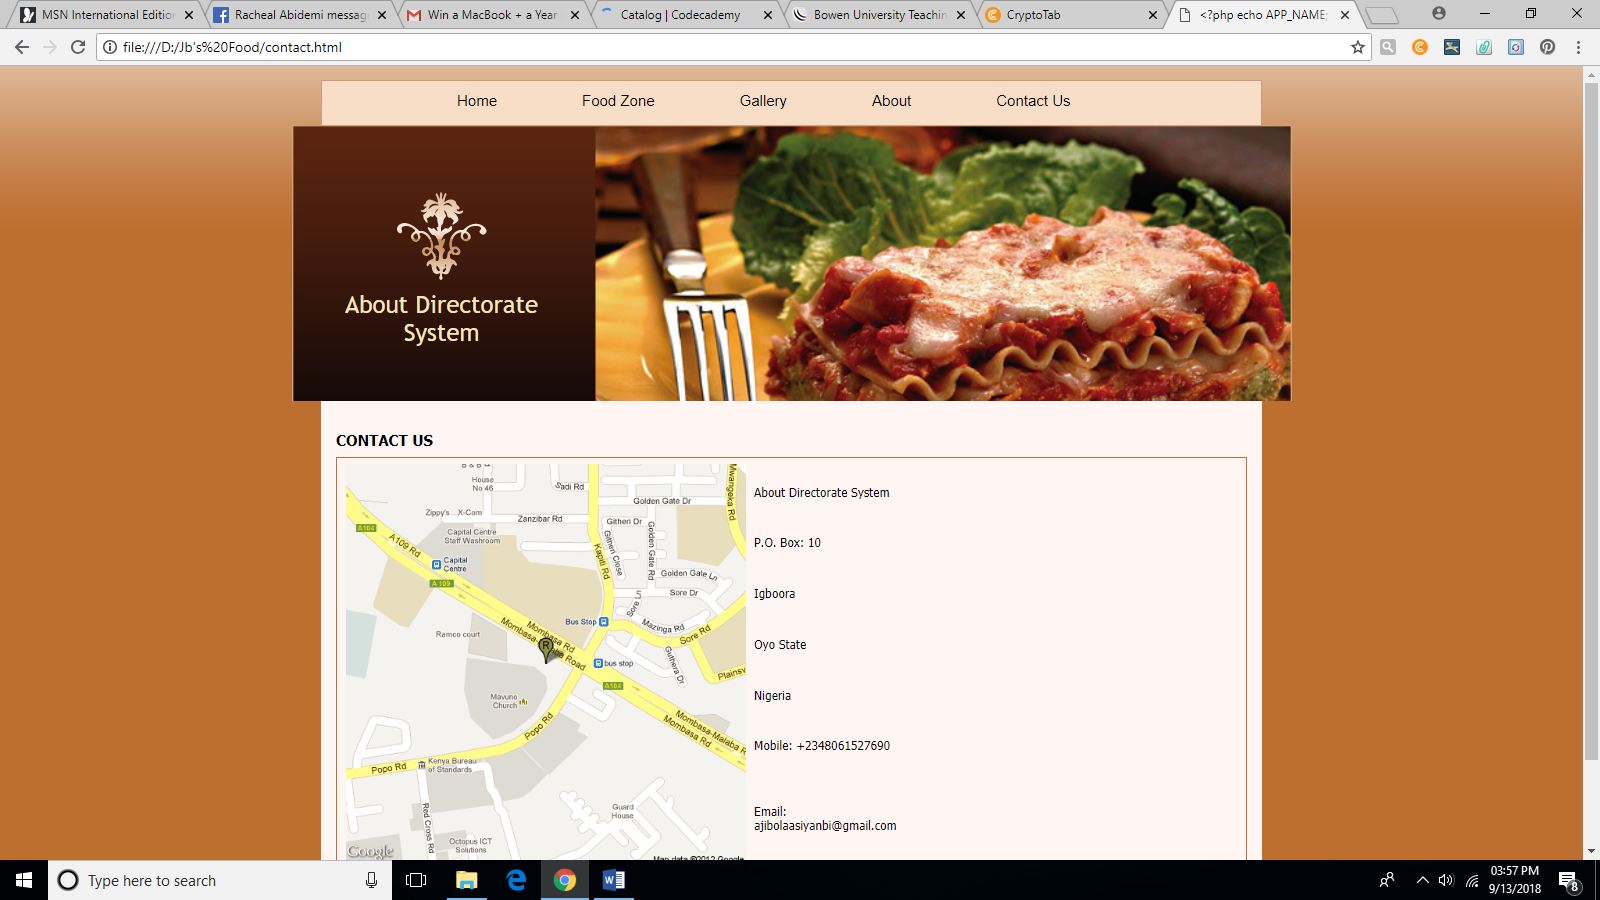 MSN International Edition
Racheal Abidemi messag
Win a MacBook + a Year
Catalog | Codecademy
Bowen University Teachin
CryptoTab
<?php echo APP_NAME;
file:///D:/Jb's%20Food/contact.html
Home
Food Zone
Gallery
About
Contact Us
About Directorate
System
CONTACT US
House
No.46
Sadi Rd
Golden Gate Dr
Mwangeka Rd
Zippy's
X-Com
Zanzibar Rd
Githeri Dr
A104
A109 Rd
Capital Centre
Staff Washroom
Githeri Close
Golden Gate Rd
Kapiti Rd
Capital
Centre
A 109
Golden Gate Ln
Sore Dr
Sore Ln
Bus Stop
Mazinga Rd
Sore Rd
Ramco court
Mombasa Rd
R
bus stop
Guthera Dr
Plainsv
A104
Mavuno
Church
Popo Rd
Mombasa-Malaba R
Mombasa Rd
Popo Rd
Kenya Bureau
of Standards
Red Cross Rd
Guard
House
Octopus ICT
Solutions
Google
Map data ©2012 Google
About Directorate System
P.O. Box: 10
Igboora
Oyo State
Nigeria
Mobile: +2348061527690
Email:
ajibolaasiyanbi@gmail.com
Type here to search
03:57 PM
9/13/2018
8